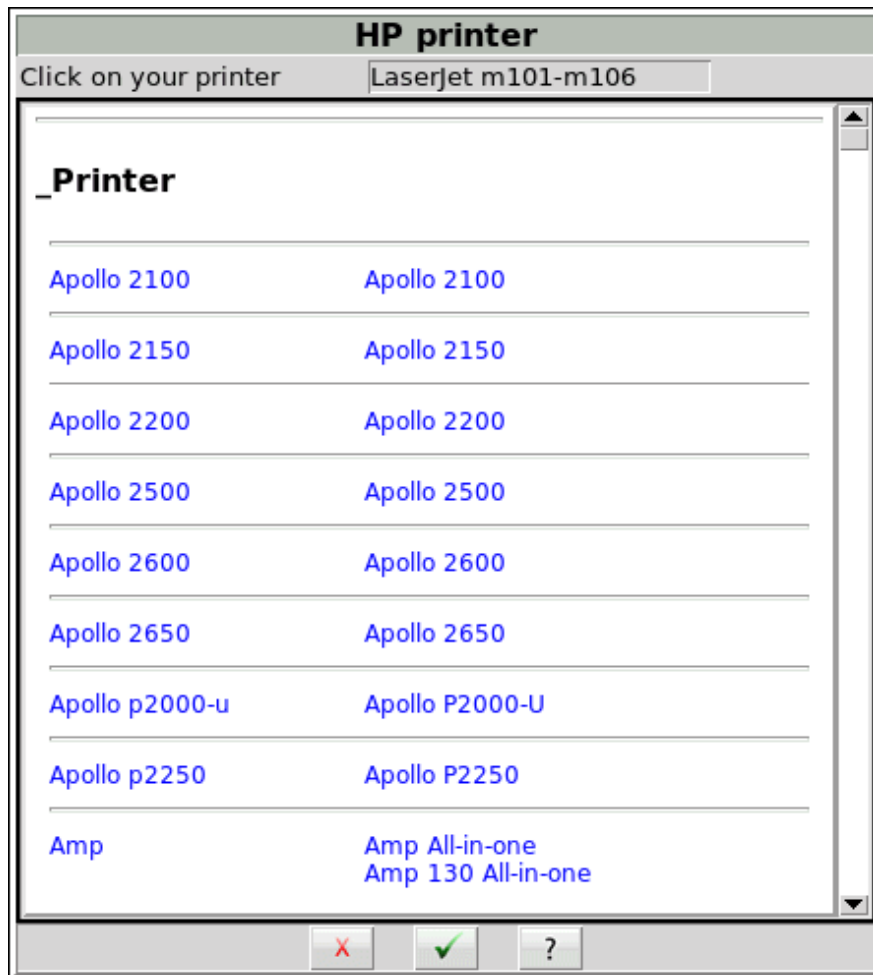 HP printer
Click on your printer LaserJet m101-m106
_Printer
Apollo 2100 Apollo 2100
Apollo 2150 Apollo 2150
Apollo 2200 Apollo 2200
Apollo 2500 Apollo 2500
Apollo 2600 Apollo 2600
Apollo 2650 Apollo 2650
Apollo p2000-u Apollo P2000-U
Apollo p2250 Apollo P2250
Amp Amp All-in-one
Amp 130 All-in-one
X ✓ ?